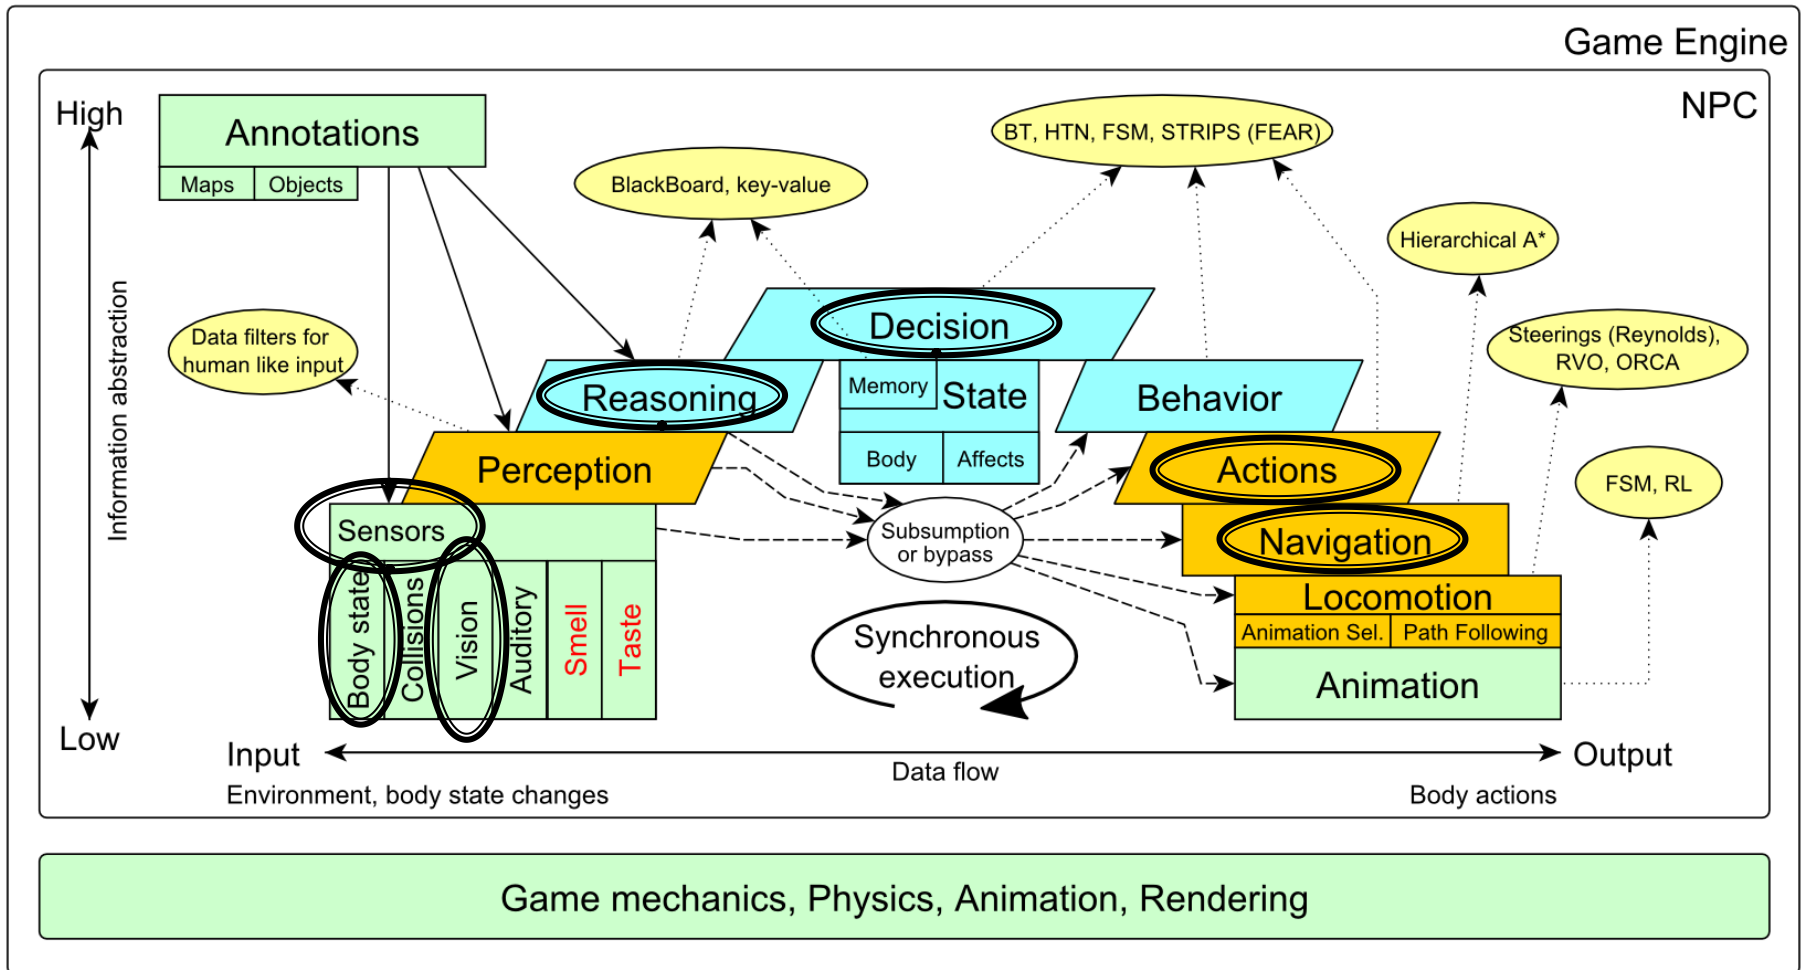 Game Engine
NPC
High
Annotations
Maps
Objects
BlackBoard, key-value
BT, HTN, FSM, STRIPS (FEAR)
Hierarchical A*
Information abstraction
Data filters for
human like input
Decision
Steerings (Reynolds),
RVO, ORCA
Reasoning
Memory
State
Behavior
Perception
Body
Affects
Actions
FSM, RL
Sensors
Subsumption
or bypass
Navigation
Body state
Collisions
Vision
Auditory
Smell
Taste
Locomotion
Animation Sel.
Path Following
Synchronous
execution
Animation
Low
Input
Data flow
Output
Environment, body state changes
Body actions
Game mechanics, Physics, Animation, Rendering